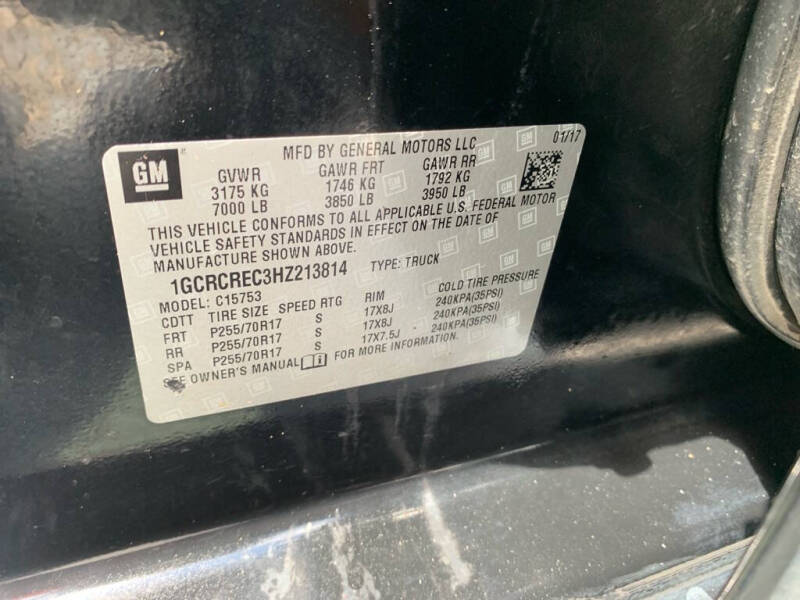 MFD BY GENERAL MOTORS LLC 01/17
GM GVWR GAWR FRT GAWR RR
3175 KG 1746 KG 1792 KG
7000 LB 3850 LB 3950 LB
THIS VEHICLE CONFORMS TO ALL APPLICABLE U.S. FEDERAL MOTOR
VEHICLE SAFETY STANDARDS IN EFFECT ON THE DATE OF
MANUFACTURE SHOWN ABOVE.
1GCRCREC3HZ213814 TYPE: TRUCK
MODEL: C15753
CDTT TIRE SIZE SPEED RTG RIM COLD TIRE PRESSURE
FRT P255/70R17 S 17X8J 240KPA(35PSI)
RR P255/70R17 S 17X8J 240KPA(35PSI)
SPA P255/70R17 S 17X7.5J 240KPA(35PSI)
SEE OWNER'S MANUAL FOR MORE INFORMATION.